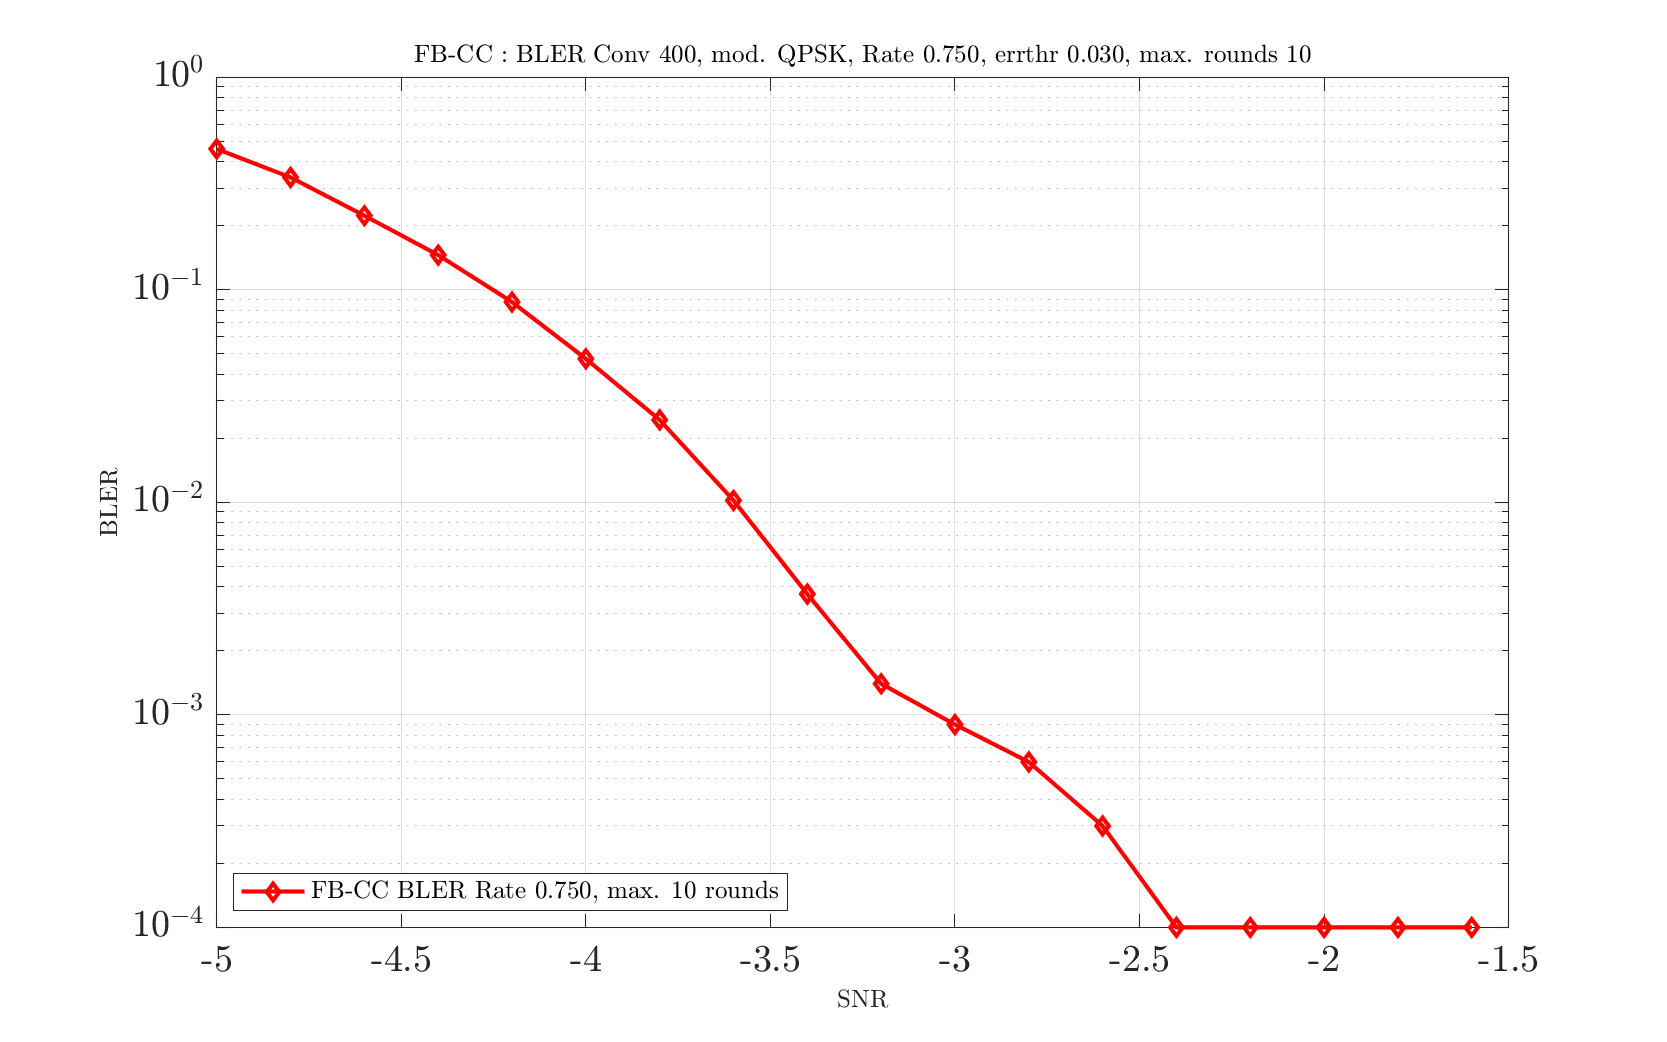 FB-CC : BLER Conv 400, mod. QPSK, Rate 0.750, errthr 0.030, max. rounds 10
10^0
10^-1
10^-2
10^-3
10^-4
BLER
FB-CC BLER Rate 0.750, max. 10 rounds
-5 -4.5 -4 -3.5 -3 -2.5 -2 -1.5
SNR